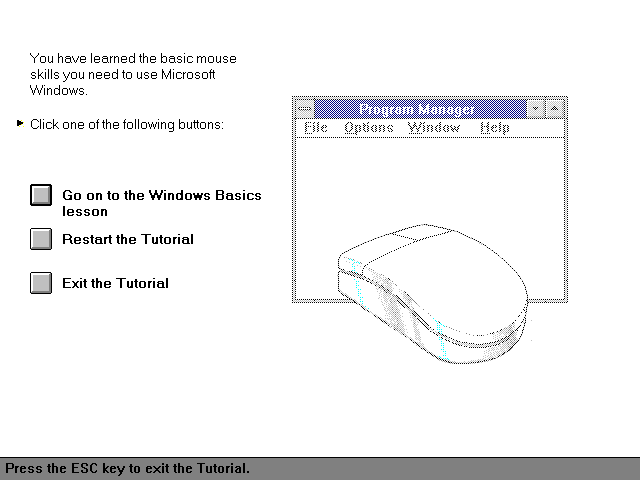 You have learned the basic mouse
skills you need to use Microsoft
Windows.
Click one of the following buttons:
Go on to the Windows Basics
lesson
Restart the Tutorial
Exit the Tutorial
Program Manager
File Options Window Help
Press the ESC key to exit the Tutorial.